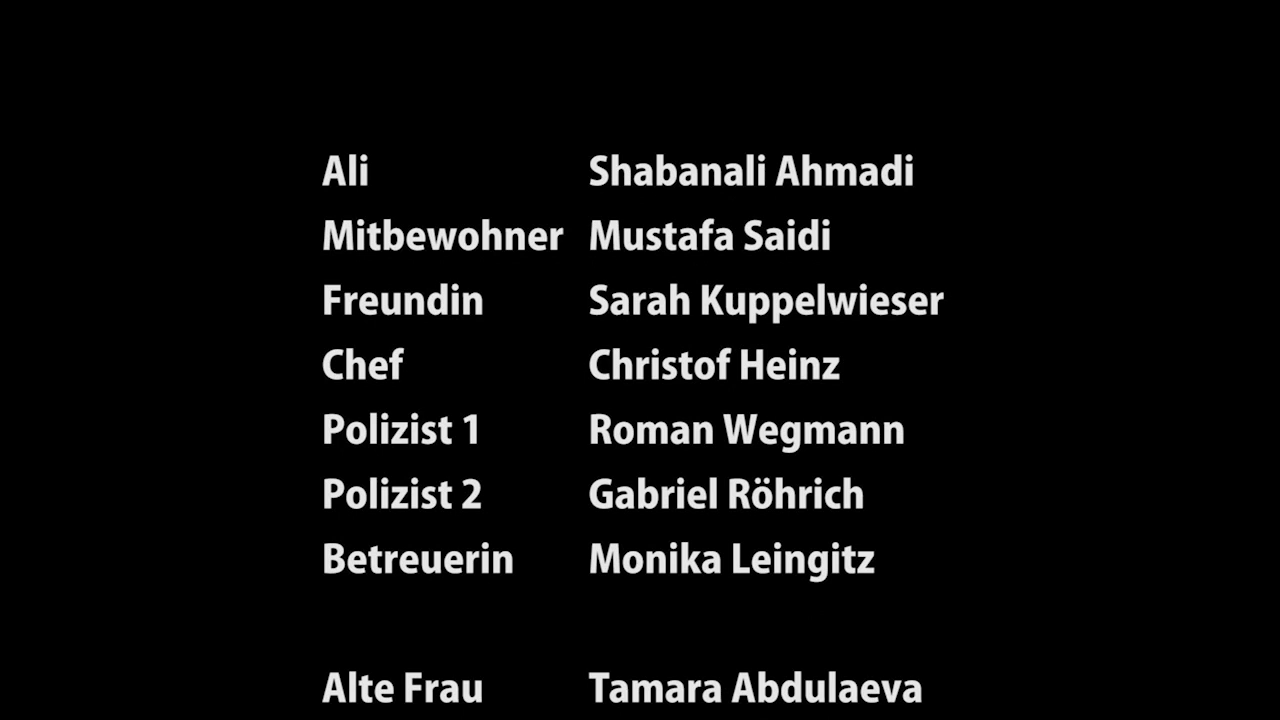 Ali Shabanali Ahmadi
Mitbewohner Mustafa Saidi
Freundin Sarah Kuppelwieser
Chef Christof Heinz
Polizist 1 Roman Wegmann
Polizist 2 Gabriel Röhrich
Betreuerin Monika Leingitz
Alte Frau Tamara Abdulaeva